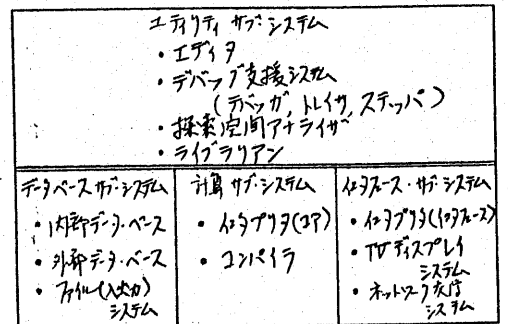 ユティリティ サブ・システム
・エディタ
・デバッグ支援システム
(デバッガ, トレイサ, ステッパ)
・探索空間アナライザ
・ライブラリアン
データベース サブ・システム
・内部データ・ベース
・外部データ・ベース
・ファイル(入出力)
システム
計算 サブ・システム
・インタプリタ(コア)
・コンパイラ
インタフェース・サブ・システム
・インタプリタ(インタフェース)
・TVディスプレイ
システム
・ネットワーク
システム